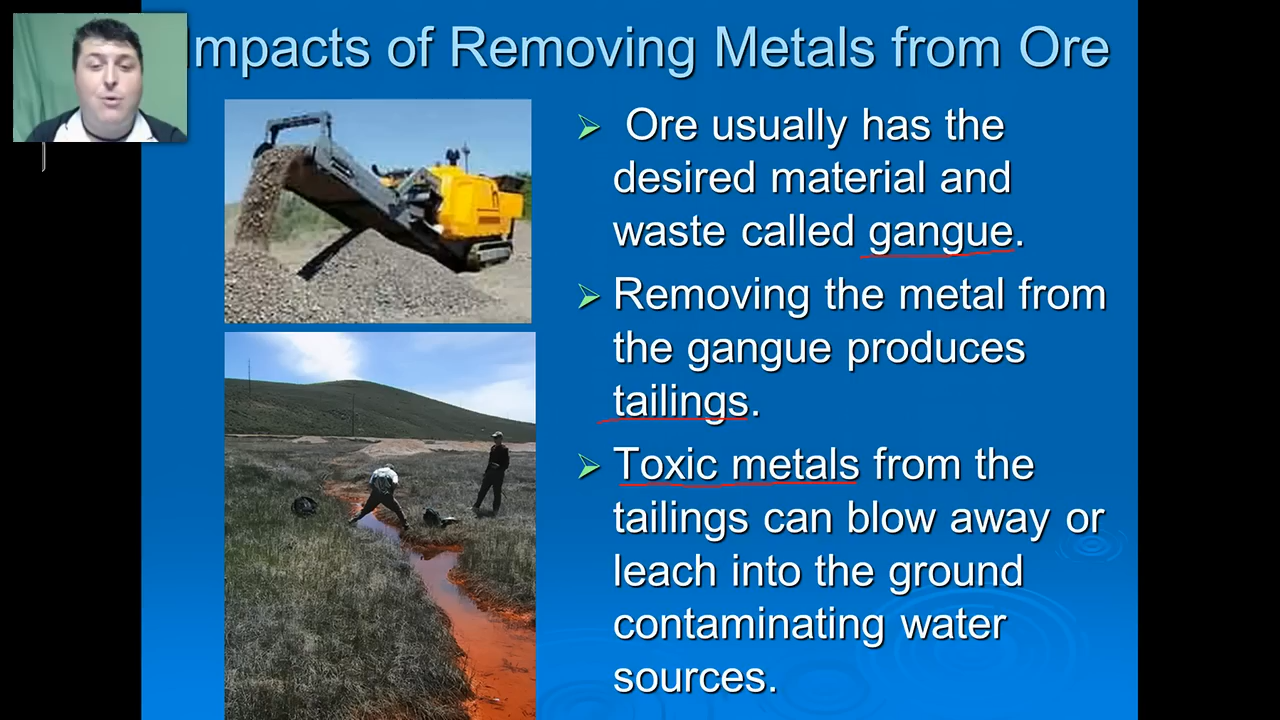 Impacts of Removing Metals from Ore
➢ Ore usually has the
desired material and
waste called gangue.
➢ Removing the metal from
the gangue produces
tailings.
➢ Toxic metals from the
tailings can blow away or
leach into the ground
contaminating water
sources.